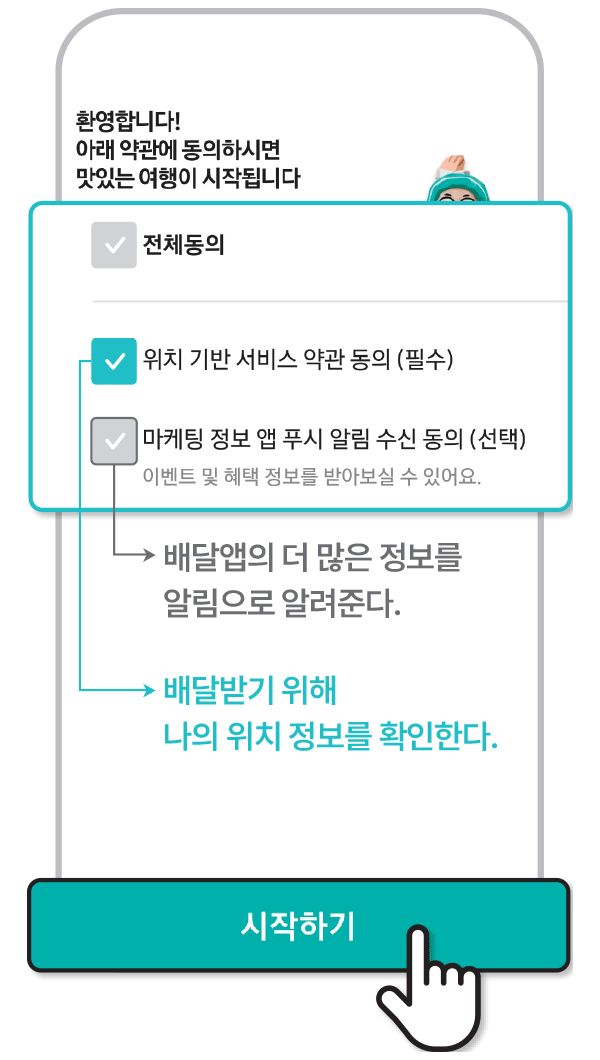 환영합니다!
아래 약관에 동의하시면
맛있는 여행이 시작됩니다
전체동의
위치 기반 서비스 약관 동의 (필수)
마케팅 정보 앱 푸시 알림 수신 동의 (선택)
이벤트 및 혜택 정보를 받아보실 수 있어요.
배달앱의 더 많은 정보를
알림으로 알려준다.
배달받기 위해
나의 위치 정보를 확인한다.
시작하기